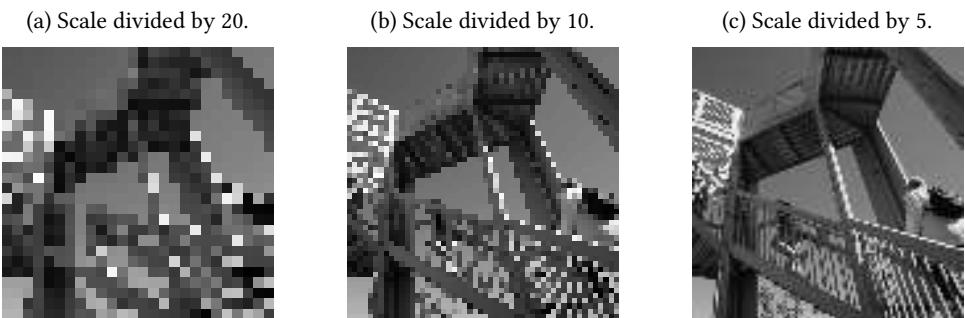 (a) Scale divided by 20.
(b) Scale divided by 10.
(c) Scale divided by 5.